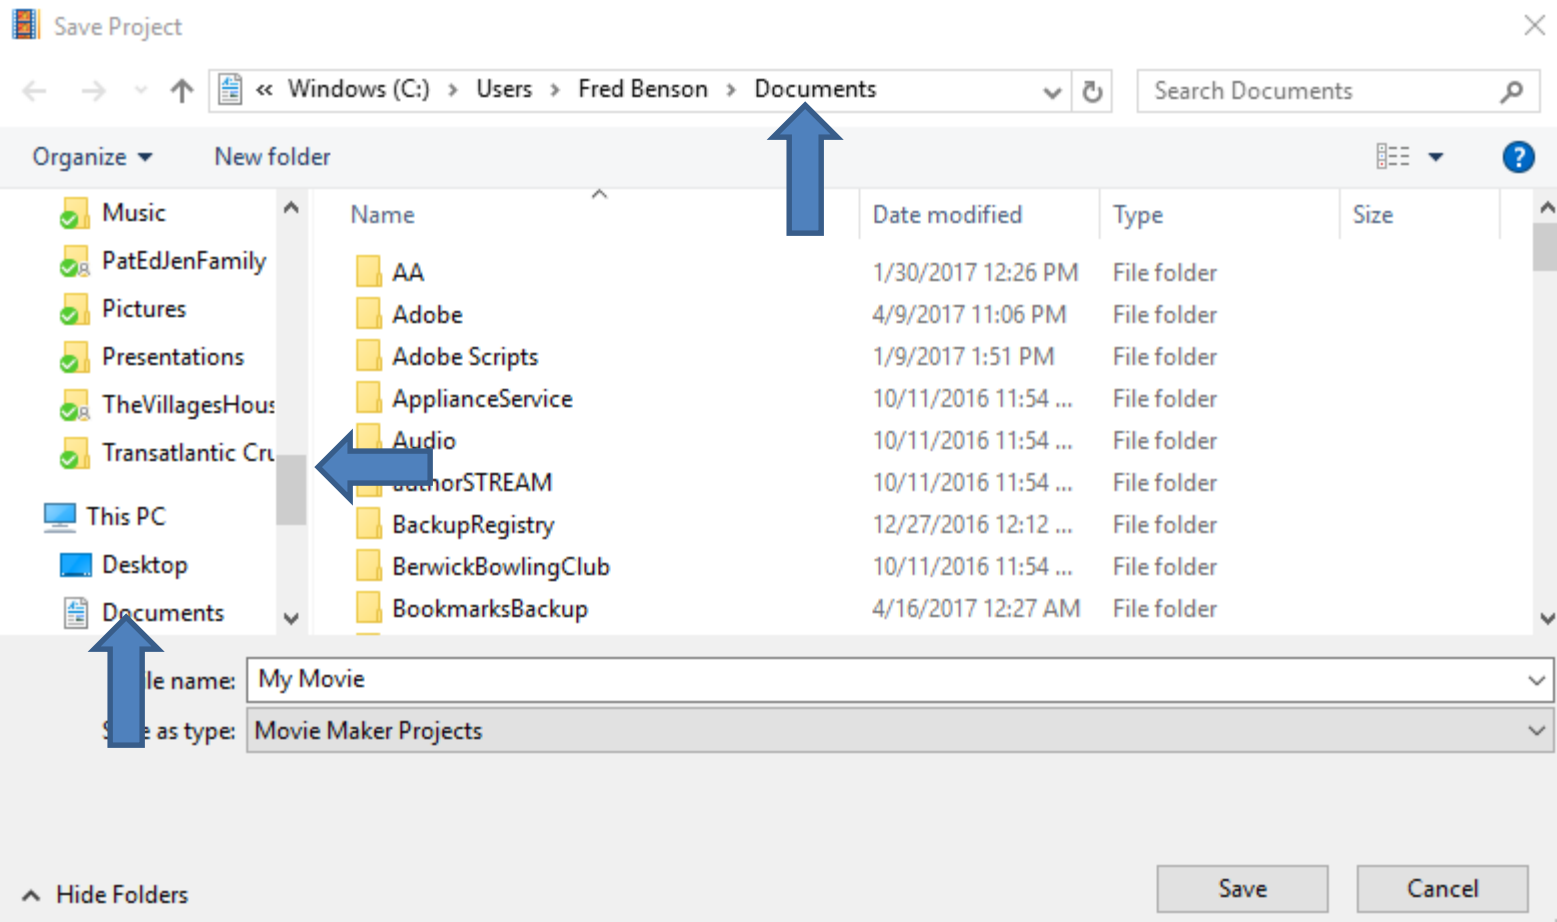 Save Project
« Windows (C:) › Users › Fred Benson › Documents
Search Documents
Organize
New folder
?
Music
PatEdJenFamily
Pictures
Presentations
TheVillagesHous
Transatlantic Cru
This PC
Desktop
Documents
Name Date modified Type Size
AA 1/30/2017 12:26 PM File folder
Adobe 4/9/2017 11:06 PM File folder
Adobe Scripts 1/9/2017 1:51 PM File folder
ApplianceService 10/11/2016 11:54 ... File folder
Audio 10/11/2016 11:54 ... File folder
authorSTREAM 10/11/2016 11:54 ... File folder
BackupRegistry 12/27/2016 12:12 ... File folder
BerwickBowlingClub 10/11/2016 11:54 ... File folder
BookmarksBackup 4/16/2017 12:27 AM File folder
File name: My Movie
Save as type: Movie Maker Projects
Hide Folders
Save
Cancel